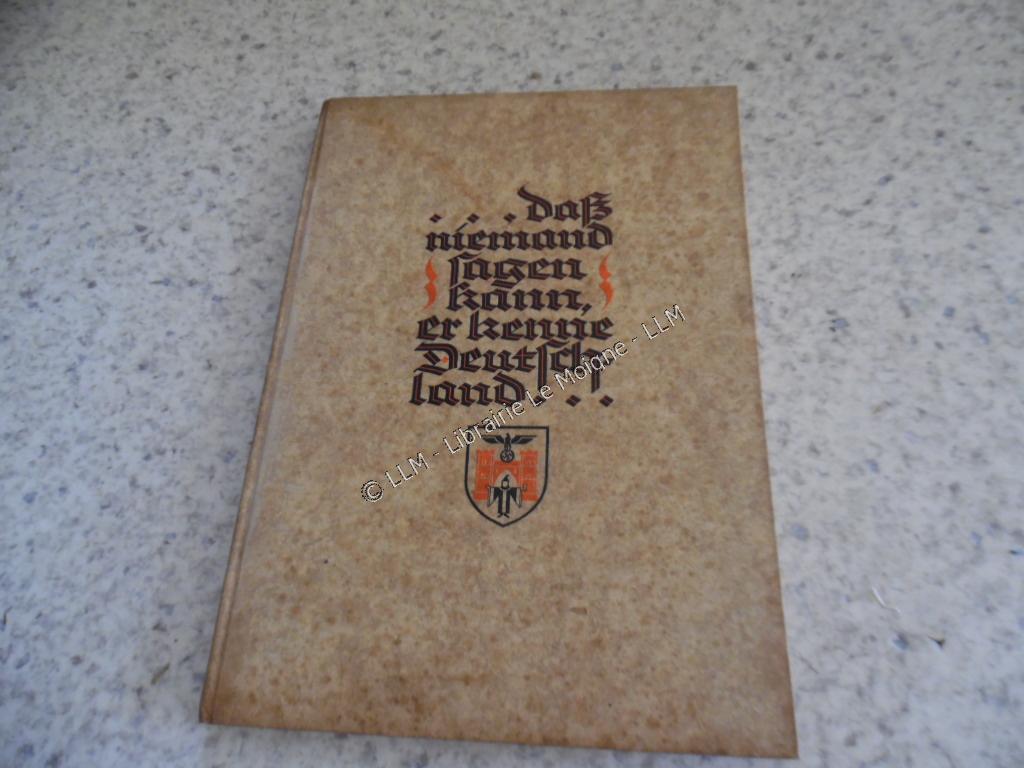 . . . daß
niemand
sagen
kann,
er kenne
Deutsch
land. . .
© LLM - Librairie Le Moigne - LLM